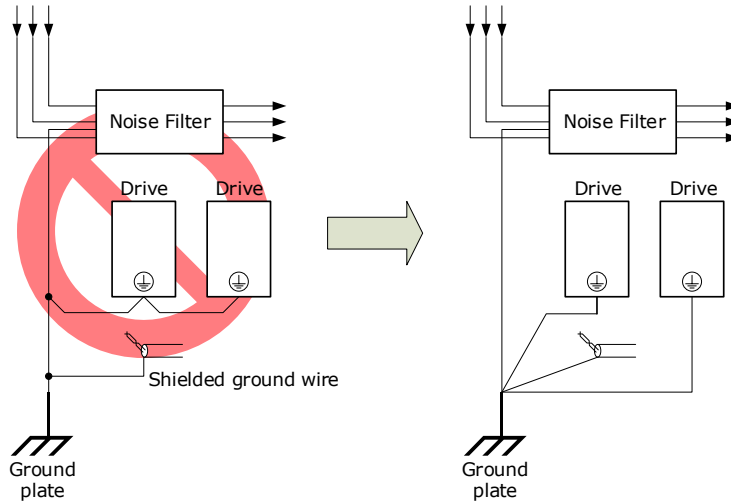 Noise Filter
Drive
Drive
Shielded ground wire
Ground
plate
Noise Filter
Drive
Drive
Ground
plate